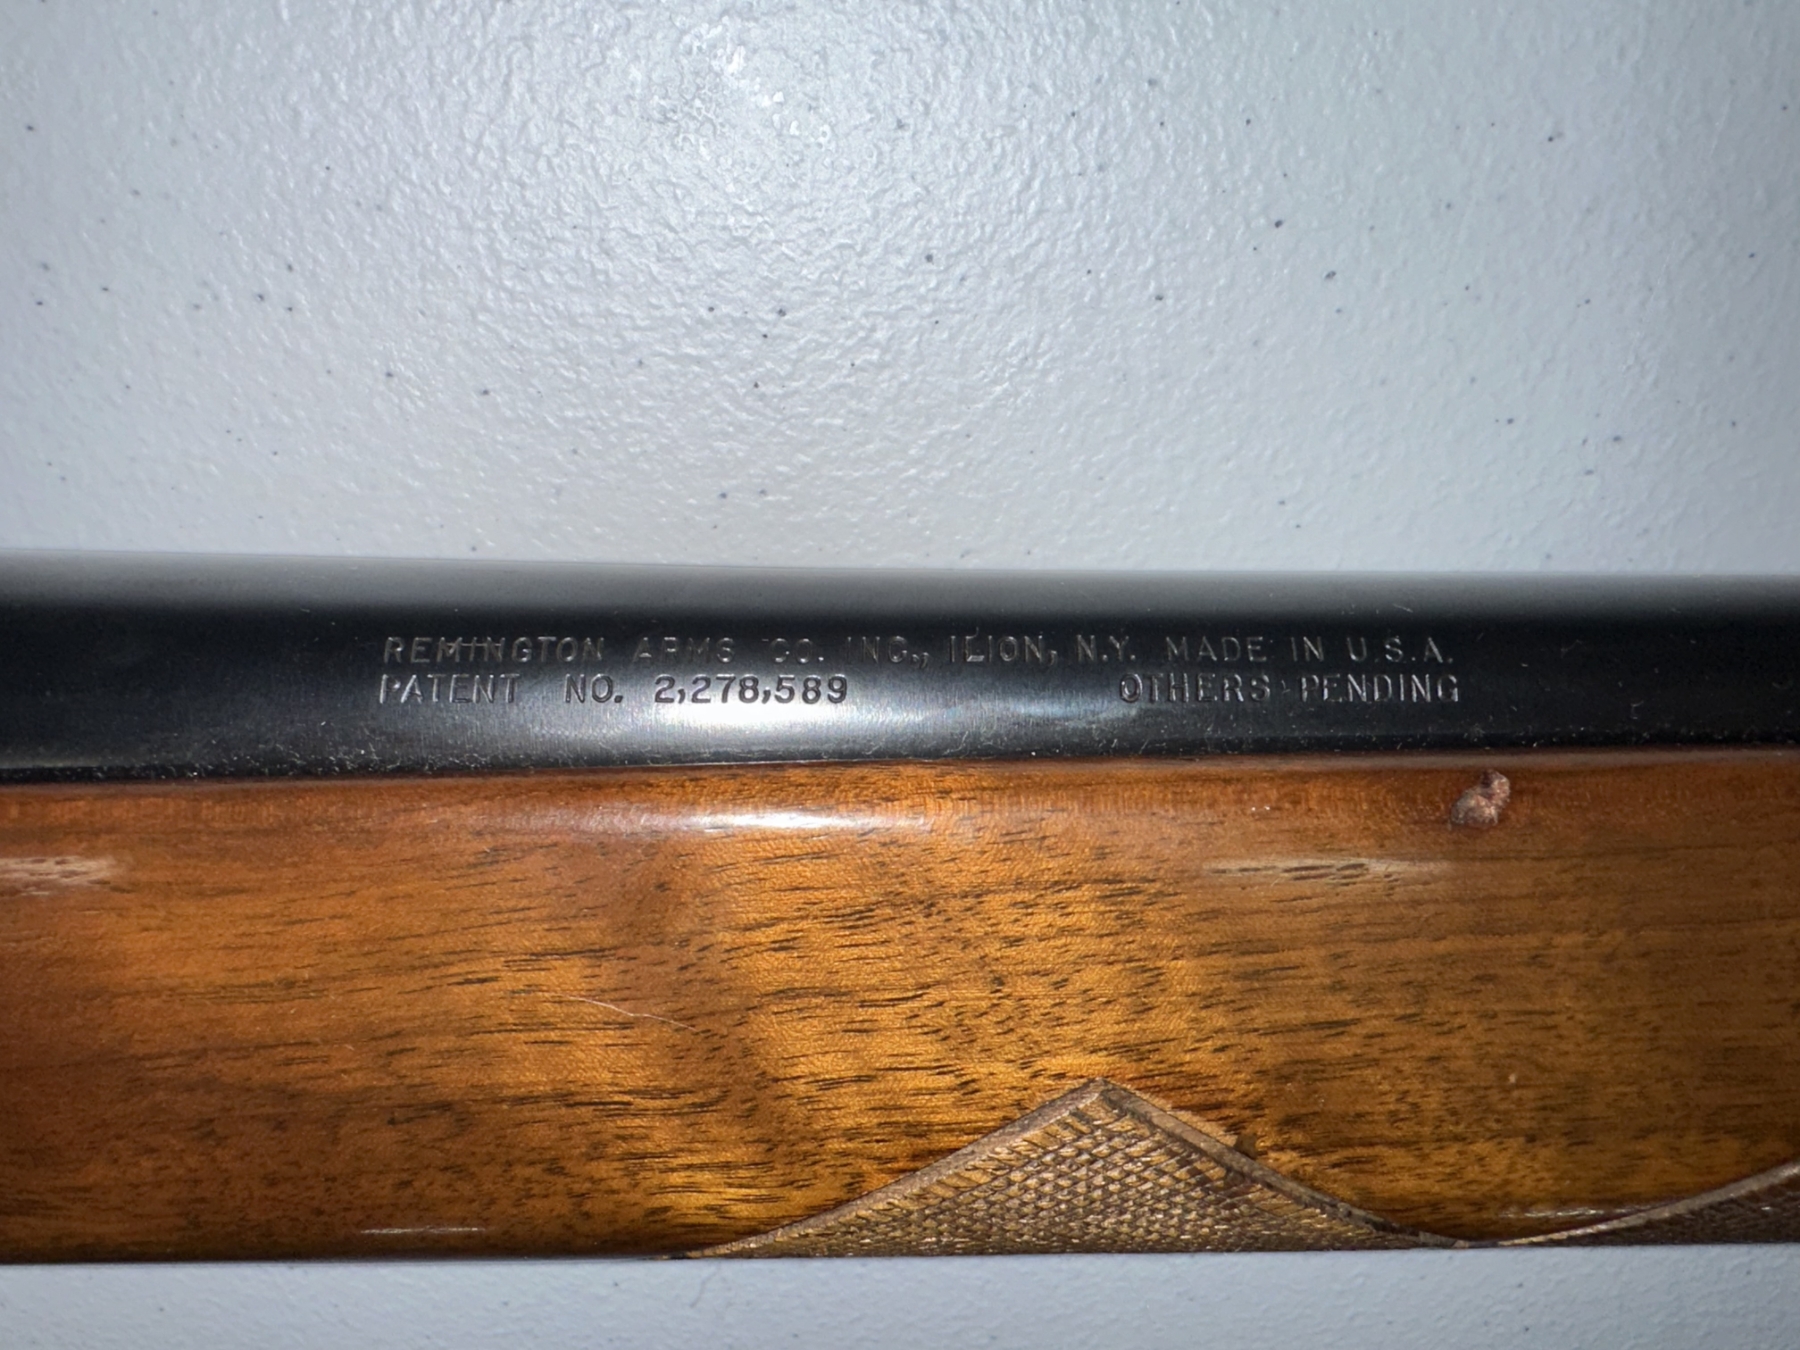 REMINGTON ARMS CO. INC., ILION, N.Y. MADE IN U.S.A.
PATENT NO. 2,278,589 OTHERS PENDING